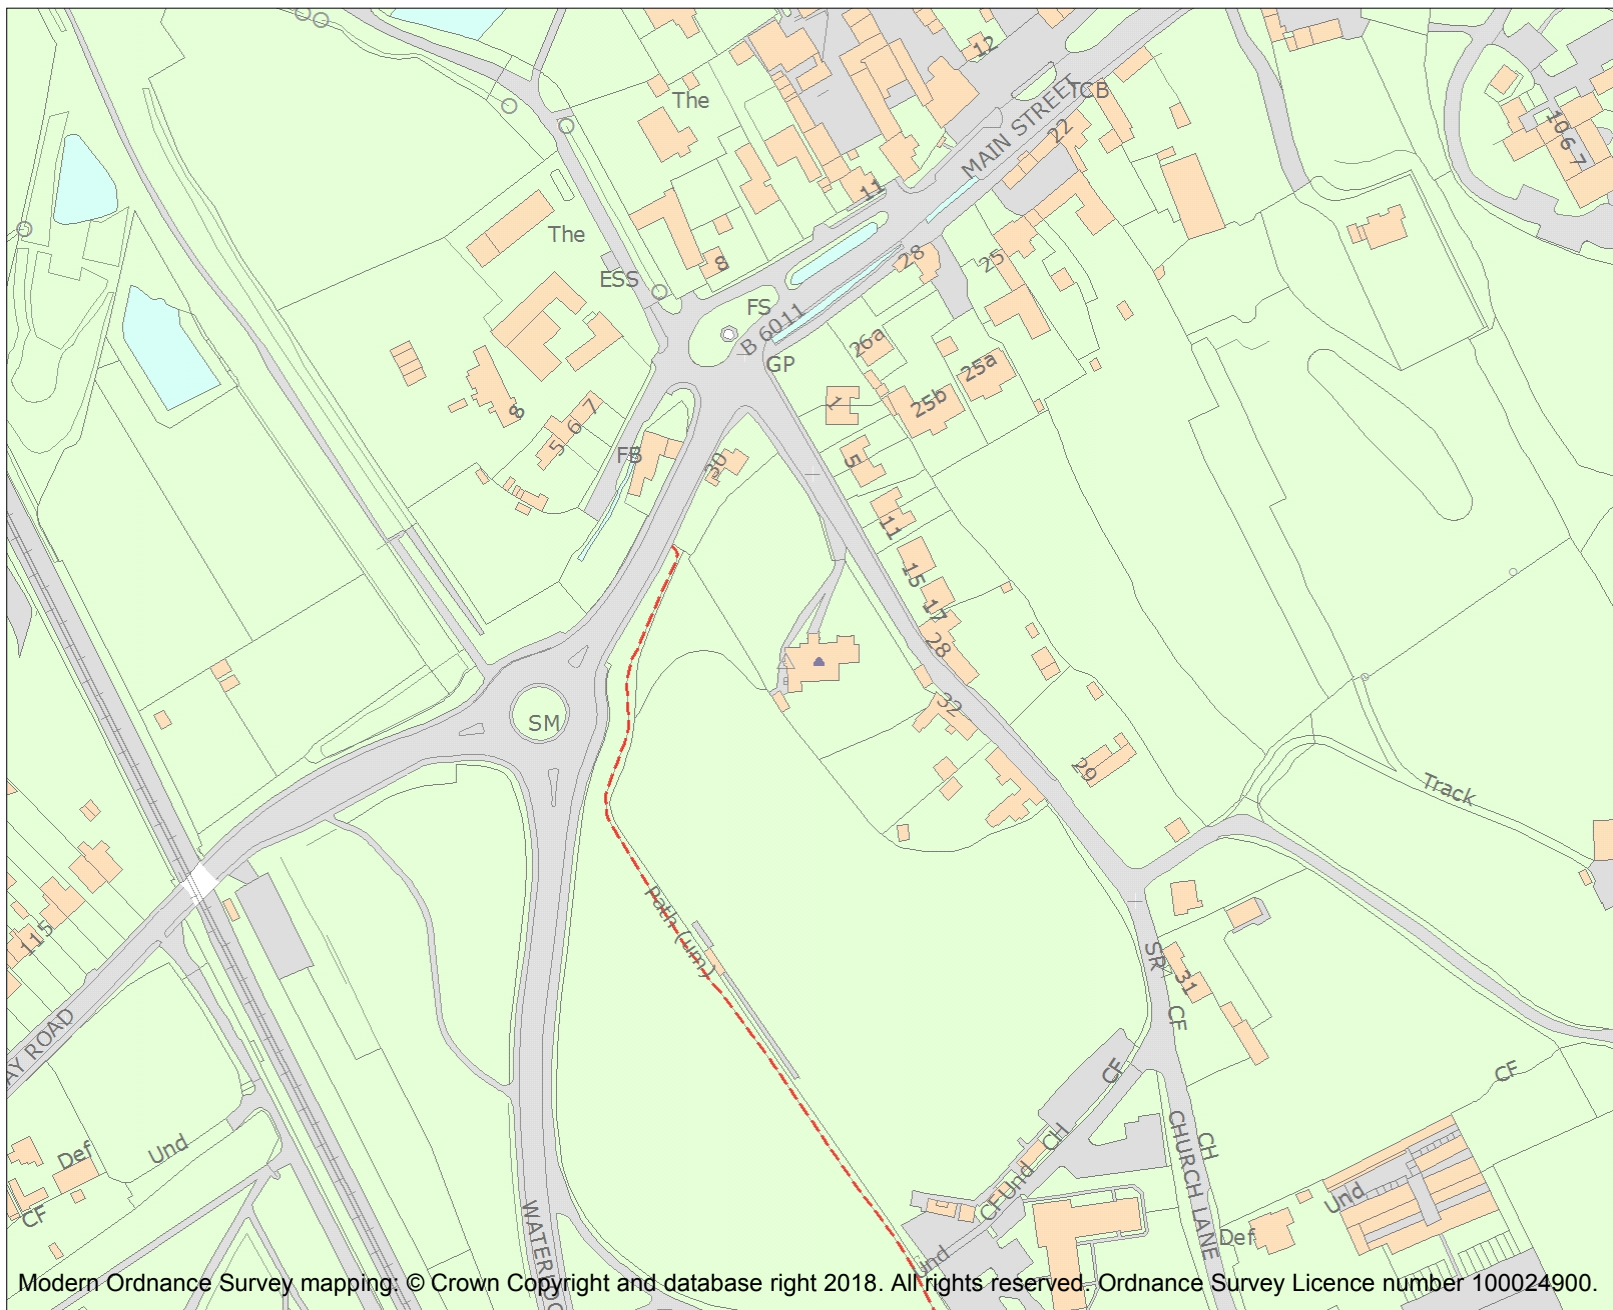 12
The
TCB
MAIN STREET
22
106 7
11
The
8
28
25
ESS
FS
B 6011
GP
26a
25a
25b
1
8
7
6
5
FB
30
5
11
15
17
28
32
SM
29
Track
Path (um)
115
SR
31
CF
CF
CF
Def
Und
CH
CH
CHURCH LANE
Und
CF
Und
CF
Def
WATERLOO
Modern Ordnance Survey mapping: © Crown Copyright and database right 2018. All rights reserved. Ordnance Survey Licence number 100024900.